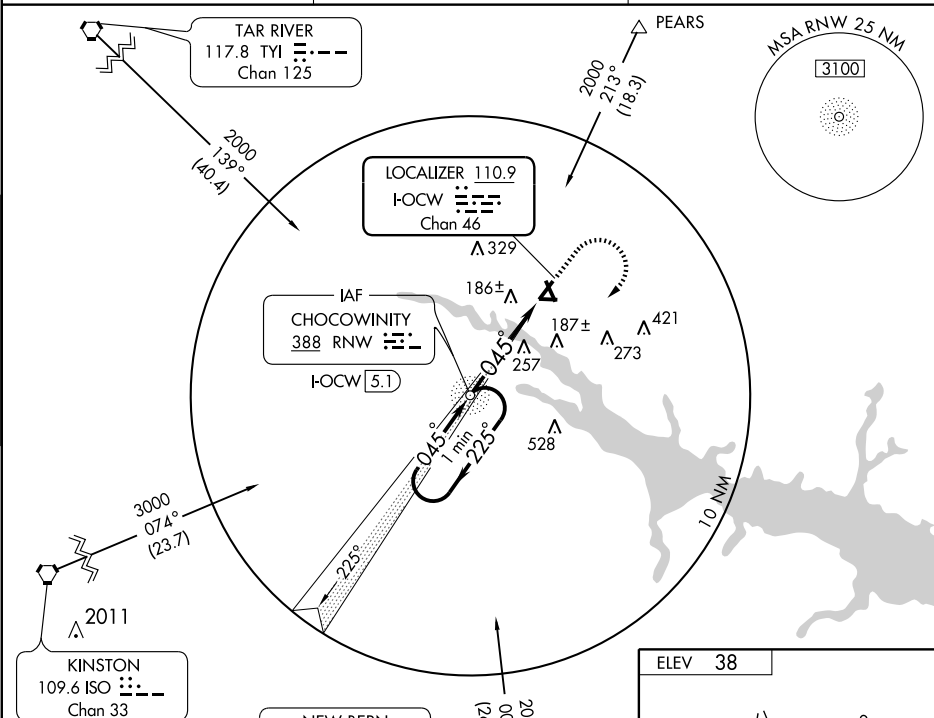 TAR RIVER
117.8 TYI
Chan 125
PEARS
MSA RNW 25 NM
3100
2000
213°
(18.3)
2000
139°
(40.4)
LOCALIZER 110.9
I-OCW
Chan 46
329
186±
IAF
CHOCOWINITY
388 RNW
I-OCW 5.1
187±
421
257
273
045°
045°
1 min
225°
528
10 NM
3000
074°
(23.7)
225°
2011
KINSTON
109.6 ISO
Chan 33
ELEV 38
NEW BERN